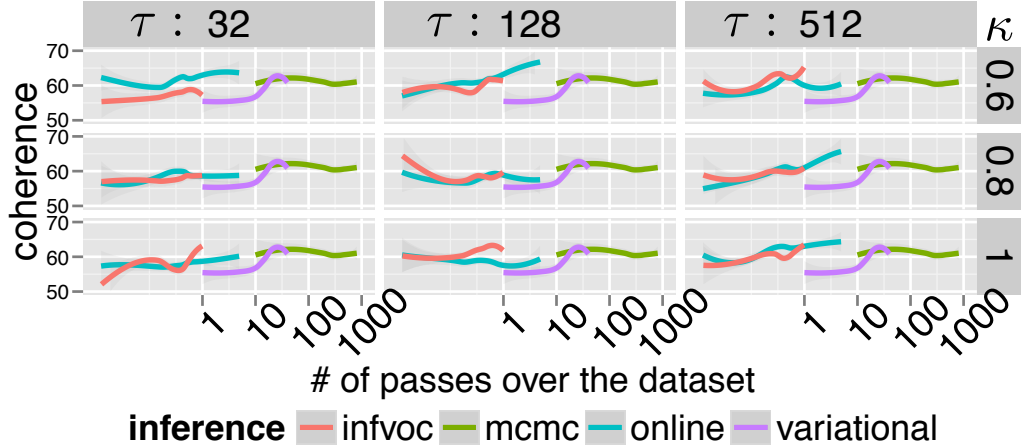 τ : 32 τ : 128 τ : 512 κ
70
60
50
0.6
70
60
50
0.8
70
60
50
1
coherence
1 10 100 1000 1 10 100 1000 1 10 100 1000
# of passes over the dataset
inference infvoc mcmc online variational